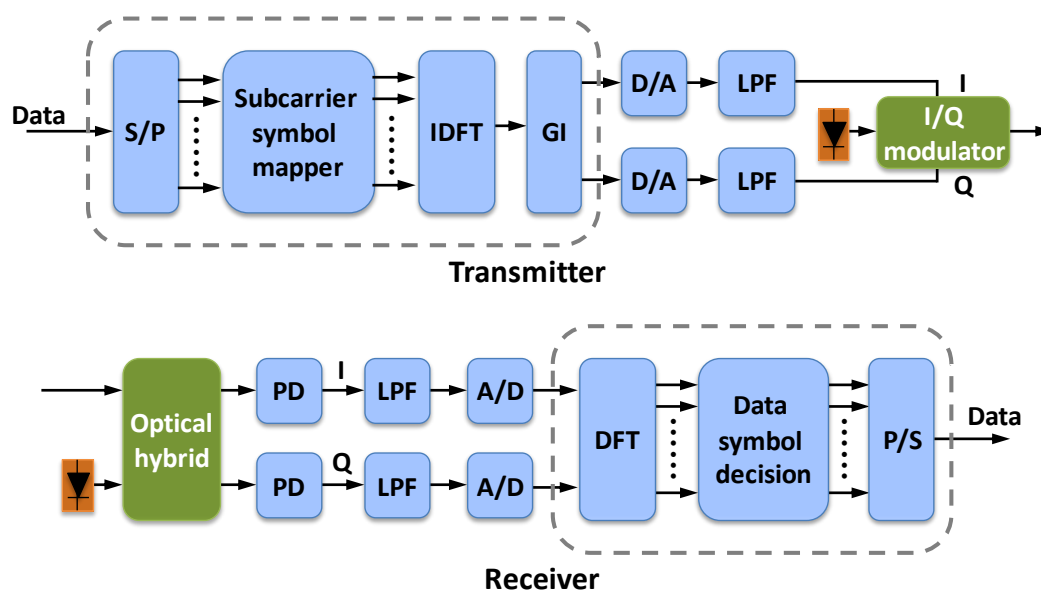 Data
S/P
Subcarrier
symbol
mapper
IDFT
GI
D/A
LPF
D/A
LPF
I
I/Q
modulator
Q
Transmitter
Optical
hybrid
PD
I
LPF
A/D
PD
Q
LPF
A/D
DFT
Data
symbol
decision
P/S
Data
Receiver